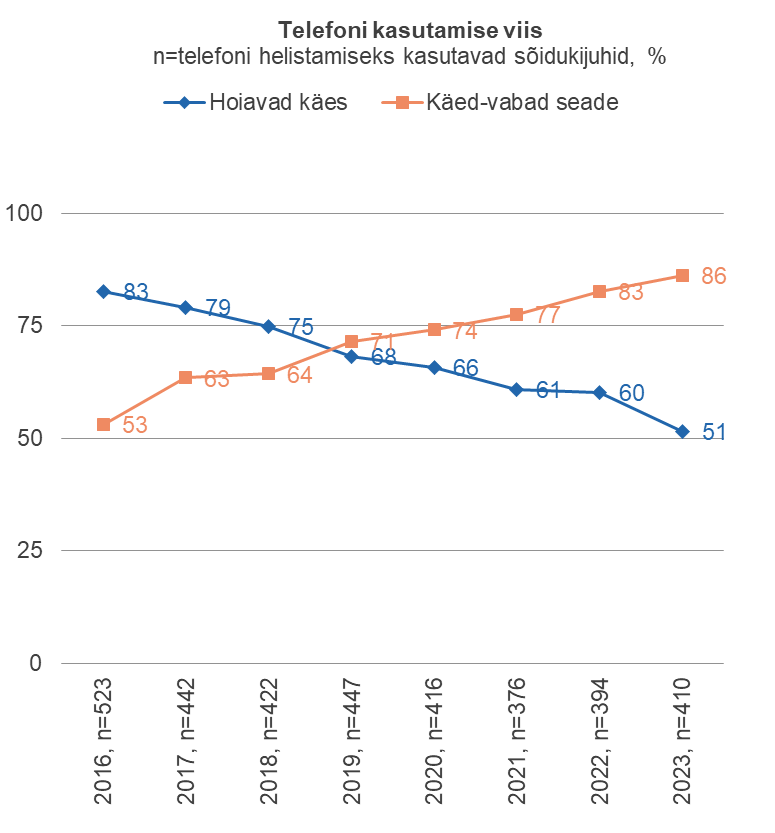 Telefoni kasutamise viis
n=telefoni helistamiseks kasutavad sõidukijuhid, %
Hoiavad käes
Käed-vabad seade
100
75
50
25
0
83
79
75
68
66
61
60
51
53
63
64
71
74
77
83
86
2016, n=523
2017, n=442
2018, n=422
2019, n=447
2020, n=416
2021, n=376
2022, n=394
2023, n=410